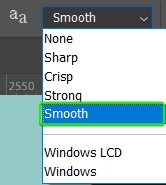 aa Smooth
None
Sharp
Crisp
2550
Strong
Smooth
Windows LCD
Windows